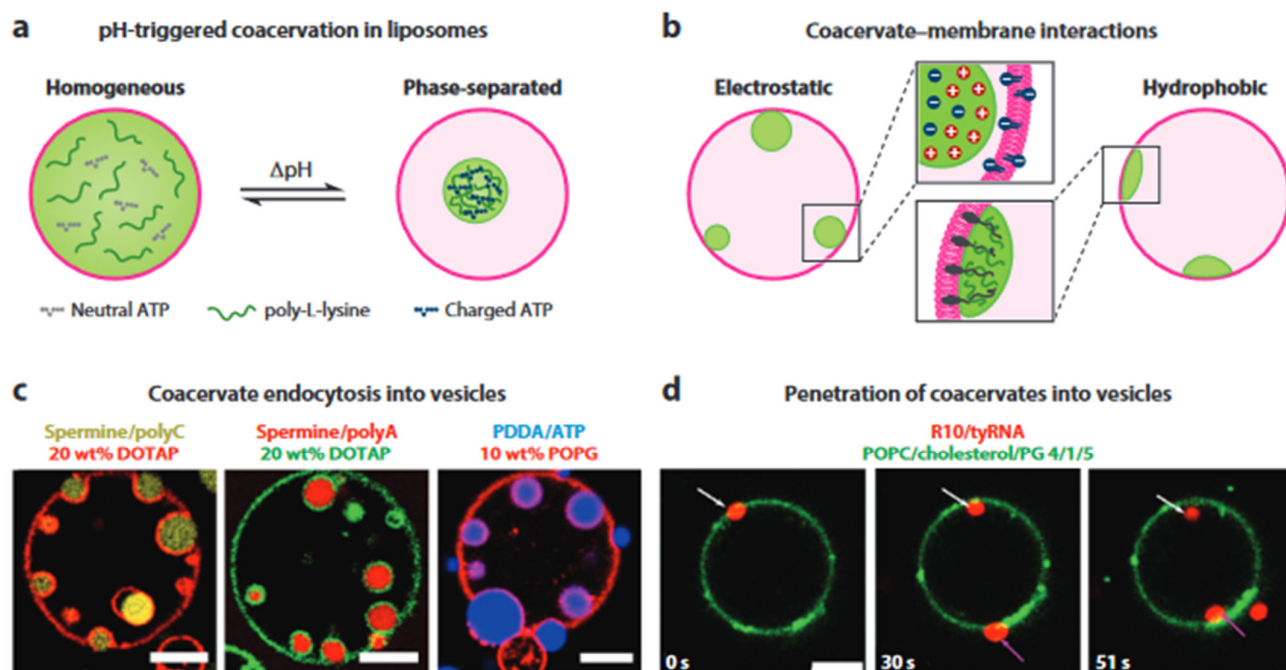 a pH-triggered coacervation in liposomes
Homogeneous
Phase-separated
ΔpH
Neutral ATP
poly-L-lysine
Charged ATP
b Coacervate–membrane interactions
Electrostatic
Hydrophobic
c Coacervate endocytosis into vesicles
Spermine/polyC
20 wt% DOTAP
Spermine/polyA
20 wt% DOTAP
PDDA/ATP
10 wt% POPG
d Penetration of coacervates into vesicles
R10/tyRNA
POPC/cholesterol/PG 4/1/5
0 s
30 s
51 s